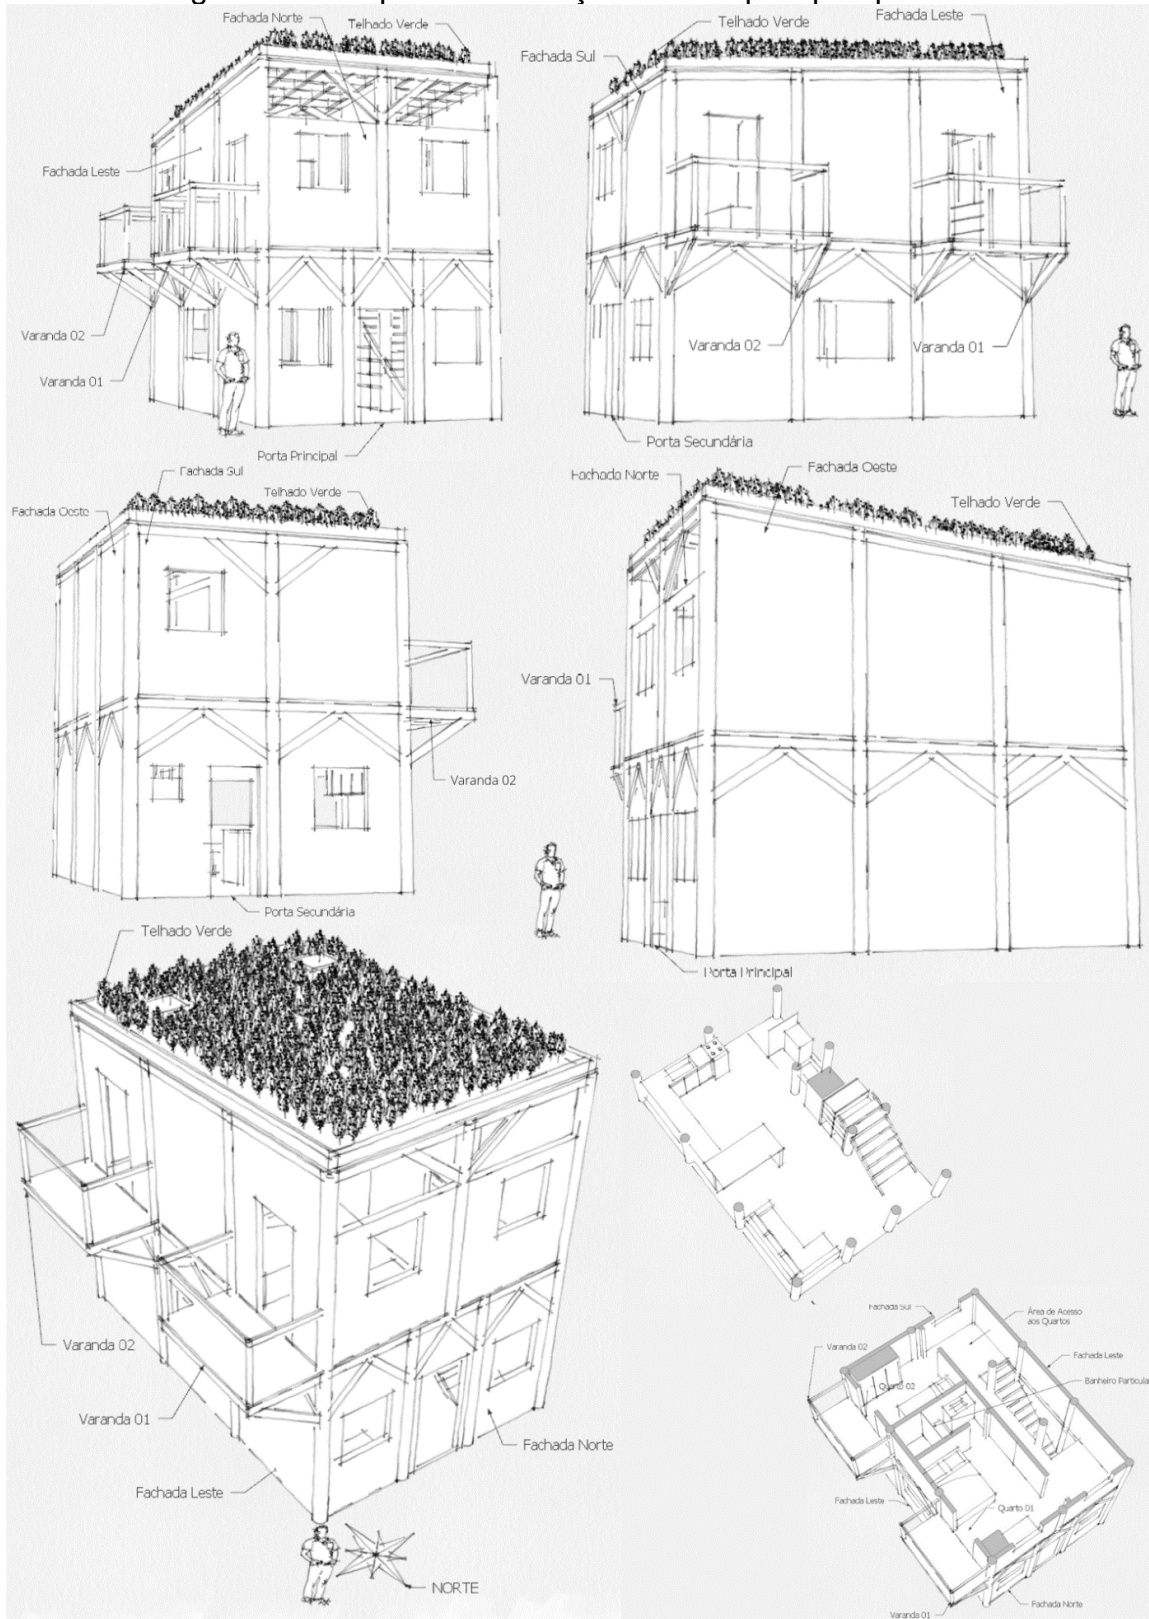 Fachada Norte
Telhado Verde
Fachada Leste
Varanda 02
Varanda 01
Porta Principal
Telhado Verde
Fachada Leste
Fachada Sul
Varanda 02
Varanda 01
Porta Secundária
Fachada Sul
Telhado Verde
Fachada Oeste
Varanda 02
Porta Secundária
Fachada Norte
Fachada Oeste
Telhado Verde
Varanda 01
Porta Principal
Telhado Verde
Varanda 02
Varanda 01
Fachada Leste
Fachada Norte
NORTE
Fachada Sul
Área de Acesso
aos Quartos
Varanda 02
Fachada Leste
Quarto 02
Banheiro Particula
Fachada Leste
Quarto 01
Fachada Norte
Varanda 01